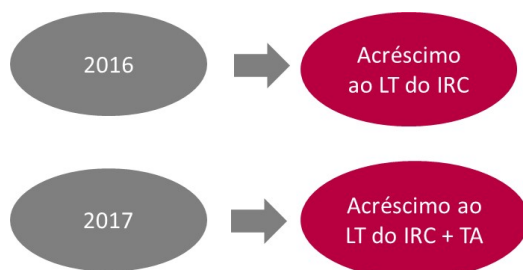 2016
Acréscimo
ao LT do IRC
2017
Acréscimo ao
LT do IRC + TA